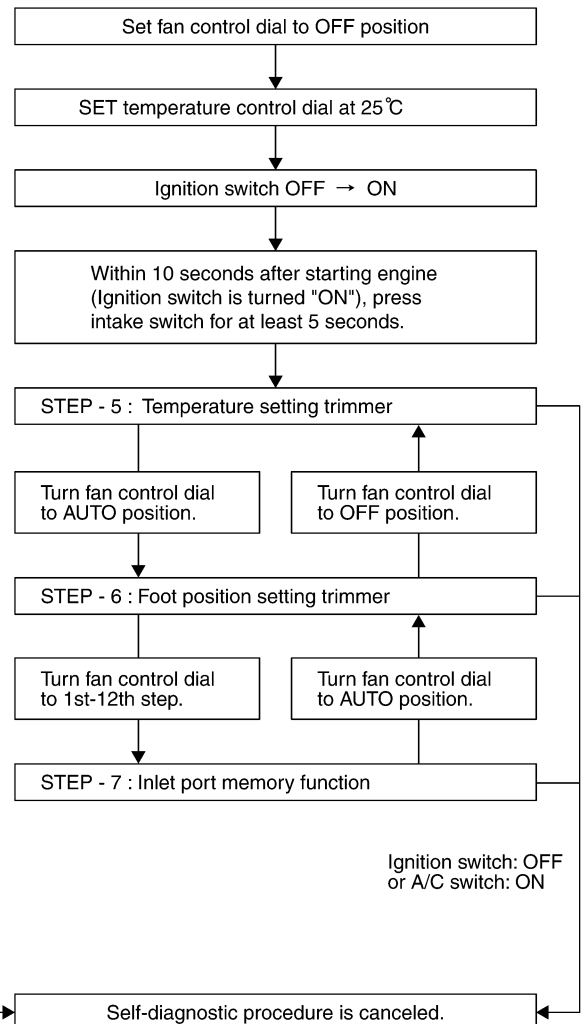 Set fan control dial to OFF position
SET temperature control dial at 25℃
Ignition switch OFF → ON
Within 10 seconds after starting engine
(Ignition switch is turned "ON"), press
intake switch for at least 5 seconds.
STEP - 5 : Temperature setting trimmer
Turn fan control dial
to AUTO position.
Turn fan control dial
to OFF position.
STEP - 6 : Foot position setting trimmer
Turn fan control dial
to 1st-12th step.
Turn fan control dial
to AUTO position.
STEP - 7 : Inlet port memory function
Ignition switch: OFF
or A/C switch: ON
Self-diagnostic procedure is canceled.